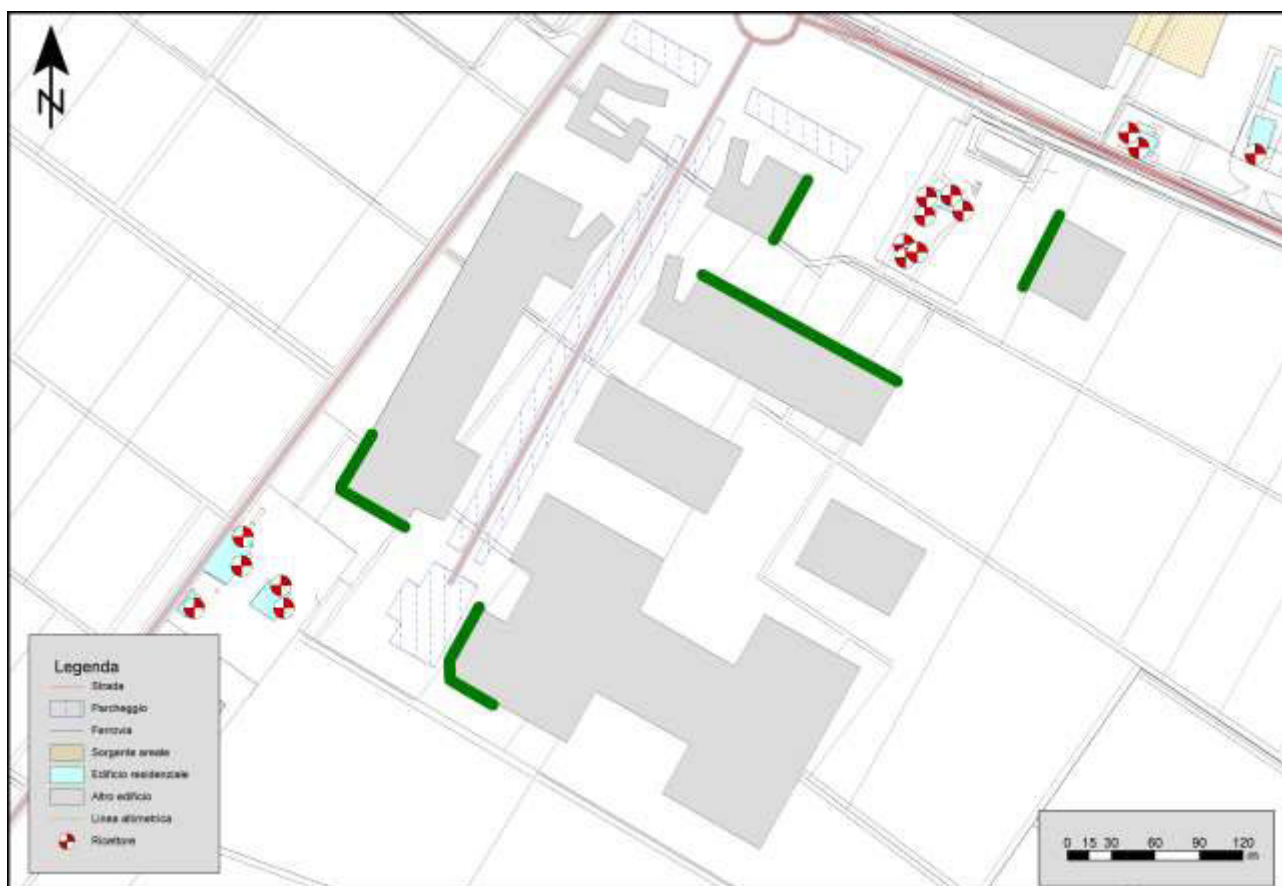 N
Legenda
Strada
Parcheggio
Ferrovia
Sorgente areale
Edificio residenziale
Altro edificio
Linea altimetrica
Ricettore
0 15 30 60 90 120
m